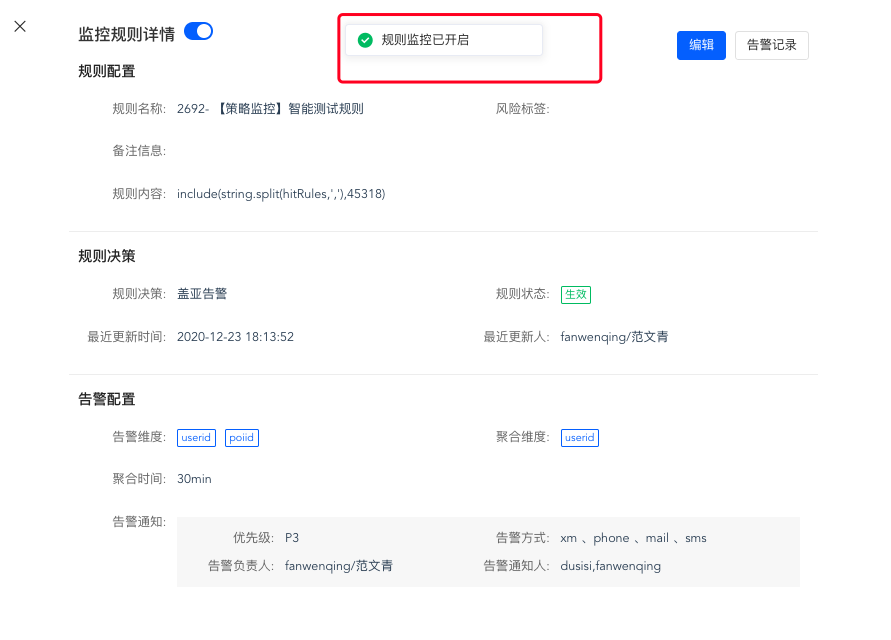 监控规则详情
规则监控已开启
编辑
告警记录
规则配置
规则名称: 2692- 【策略监控】智能测试规则
风险标签:
备注信息:
规则内容: include(string.split(hitRules,','),45318)
规则决策
规则决策: 盖亚告警
规则状态: 生效
最近更新时间: 2020-12-23 18:13:52
最近更新人: fanwenqing/范文青
告警配置
告警维度: userid poiid
聚合维度: userid
聚合时间: 30min
告警通知:
优先级: P3
告警方式: xm 、phone 、mail 、sms
告警负责人: fanwenqing/范文青
告警通知人: dusisi,fanwenqing